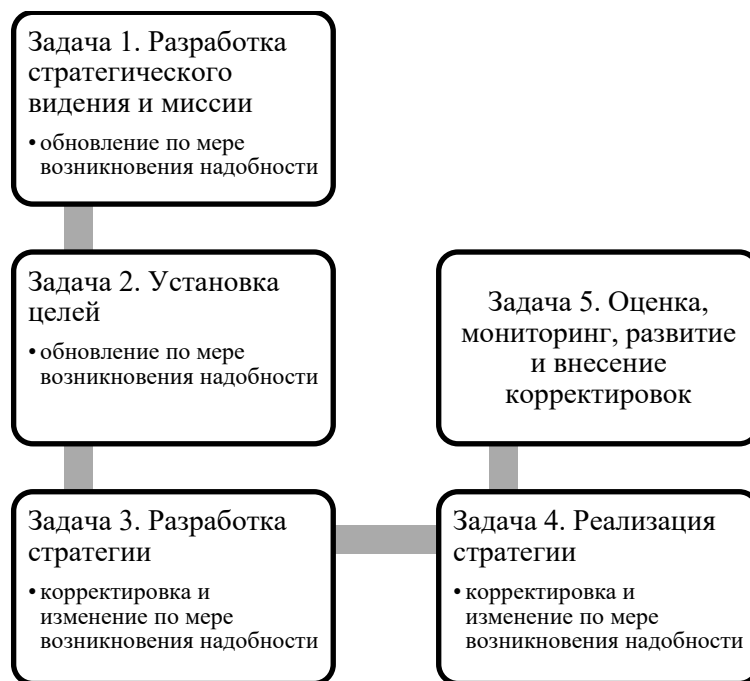 Задача 1. Разработка
стратегического
видения и миссии
• обновление по мере
возникновения надобности
Задача 2. Установка
целей
• обновление по мере
возникновения надобности
Задача 3. Разработка
стратегии
• корректировка и
изменение по мере
возникновения надобности
Задача 4. Реализация
стратегии
• корректировка и
изменение по мере
возникновения надобности
Задача 5. Оценка,
мониторинг, развитие
и внесение
корректировок